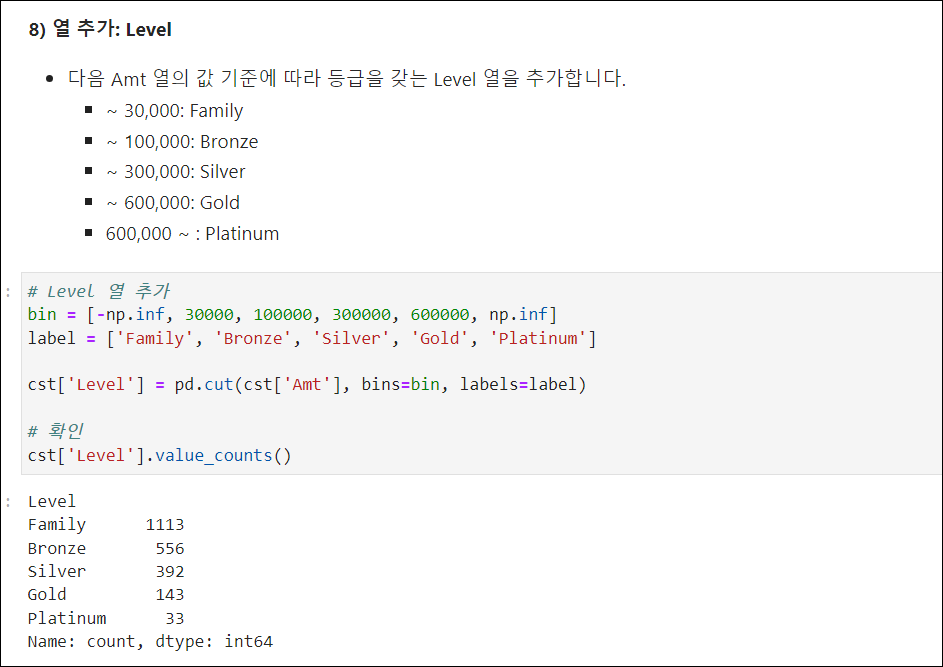 8) 열 추가: Level
• 다음 Amt 열의 값 기준에 따라 등급을 갖는 Level 열을 추가합니다.
▪ ~ 30,000: Family
▪ ~ 100,000: Bronze
▪ ~ 300,000: Silver
▪ ~ 600,000: Gold
▪ 600,000 ~ : Platinum
:
# Level 열 추가
bin = [-np.inf, 30000, 100000, 300000, 600000, np.inf]
label = ['Family', 'Bronze', 'Silver', 'Gold', 'Platinum']

cst['Level'] = pd.cut(cst['Amt'], bins=bin, labels=label)

# 확인
cst['Level'].value_counts()
:
Level
Family      1113
Bronze       556
Silver       392
Gold         143
Platinum      33
Name: count, dtype: int64